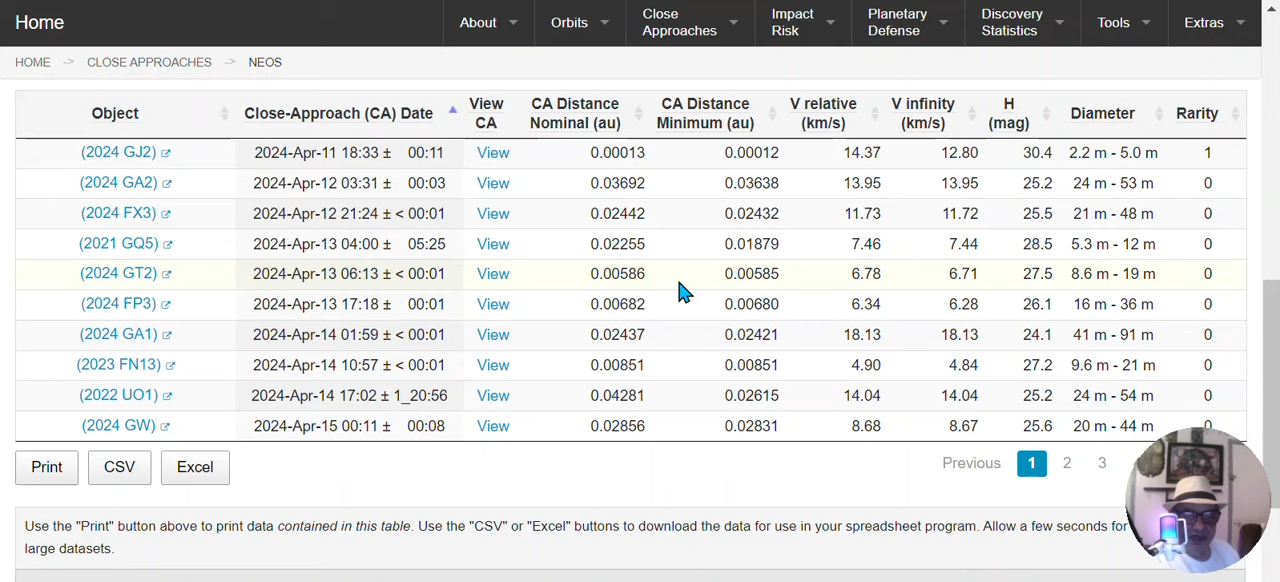 Home
About
Orbits
Close Approaches
Impact Risk
Planetary Defense
Discovery Statistics
Tools
Extras
HOME -> CLOSE APPROACHES -> NEOS
Object Close-Approach (CA) Date View CA CA Distance Nominal (au) CA Distance Minimum (au) V relative (km/s) V infinity (km/s) H (mag) Diameter Rarity
(2024 GJ2) 2024-Apr-11 18:33 ± 00:11 View 0.00013 0.00012 14.37 12.80 30.4 2.2 m - 5.0 m 1
(2024 GA2) 2024-Apr-12 03:31 ± 00:03 View 0.03692 0.03638 13.95 13.95 25.2 24 m - 53 m 0
(2024 FX3) 2024-Apr-12 21:24 ± < 00:01 View 0.02442 0.02432 11.73 11.72 25.5 21 m - 48 m 0
(2021 GQ5) 2024-Apr-13 04:00 ± 05:25 View 0.02255 0.01879 7.46 7.44 28.5 5.3 m - 12 m 0
(2024 GT2) 2024-Apr-13 06:13 ± < 00:01 View 0.00586 0.00585 6.78 6.71 27.5 8.6 m - 19 m 0
(2024 FP3) 2024-Apr-13 17:18 ± 00:01 View 0.00682 0.00680 6.34 6.28 26.1 16 m - 36 m 0
(2024 GA1) 2024-Apr-14 01:59 ± < 00:01 View 0.02437 0.02421 18.13 18.13 24.1 41 m - 91 m 0
(2023 FN13) 2024-Apr-14 10:57 ± < 00:01 View 0.00851 0.00851 4.90 4.84 27.2 9.6 m - 21 m 0
(2022 UO1) 2024-Apr-14 17:02 ± 1_20:56 View 0.04281 0.02615 14.04 14.04 25.2 24 m - 54 m 0
(2024 GW) 2024-Apr-15 00:11 ± 00:08 View 0.02856 0.02831 8.68 8.67 25.6 20 m - 44 m 0
Print CSV Excel Previous 1 2 3
Use the "Print" button above to print data contained in this table. Use the "CSV" or "Excel" buttons to download the data for use in your spreadsheet program. Allow a few seconds for
large datasets.